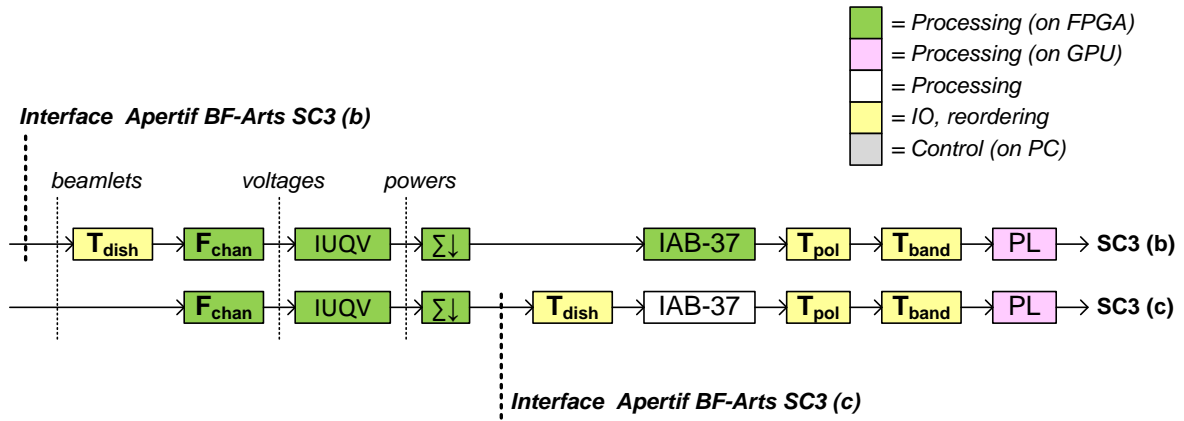 = Processing (on FPGA)
= Processing (on GPU)
= Processing
= IO, reordering
= Control (on PC)
Interface Apertif BF-Arts SC3 (b)
beamlets voltages powers
Tdish Fchan IUQV ∑↓ IAB-37 Tpol Tband PL SC3 (b)
Fchan IUQV ∑↓ Tdish IAB-37 Tpol Tband PL SC3 (c)
Interface Apertif BF-Arts SC3 (c)